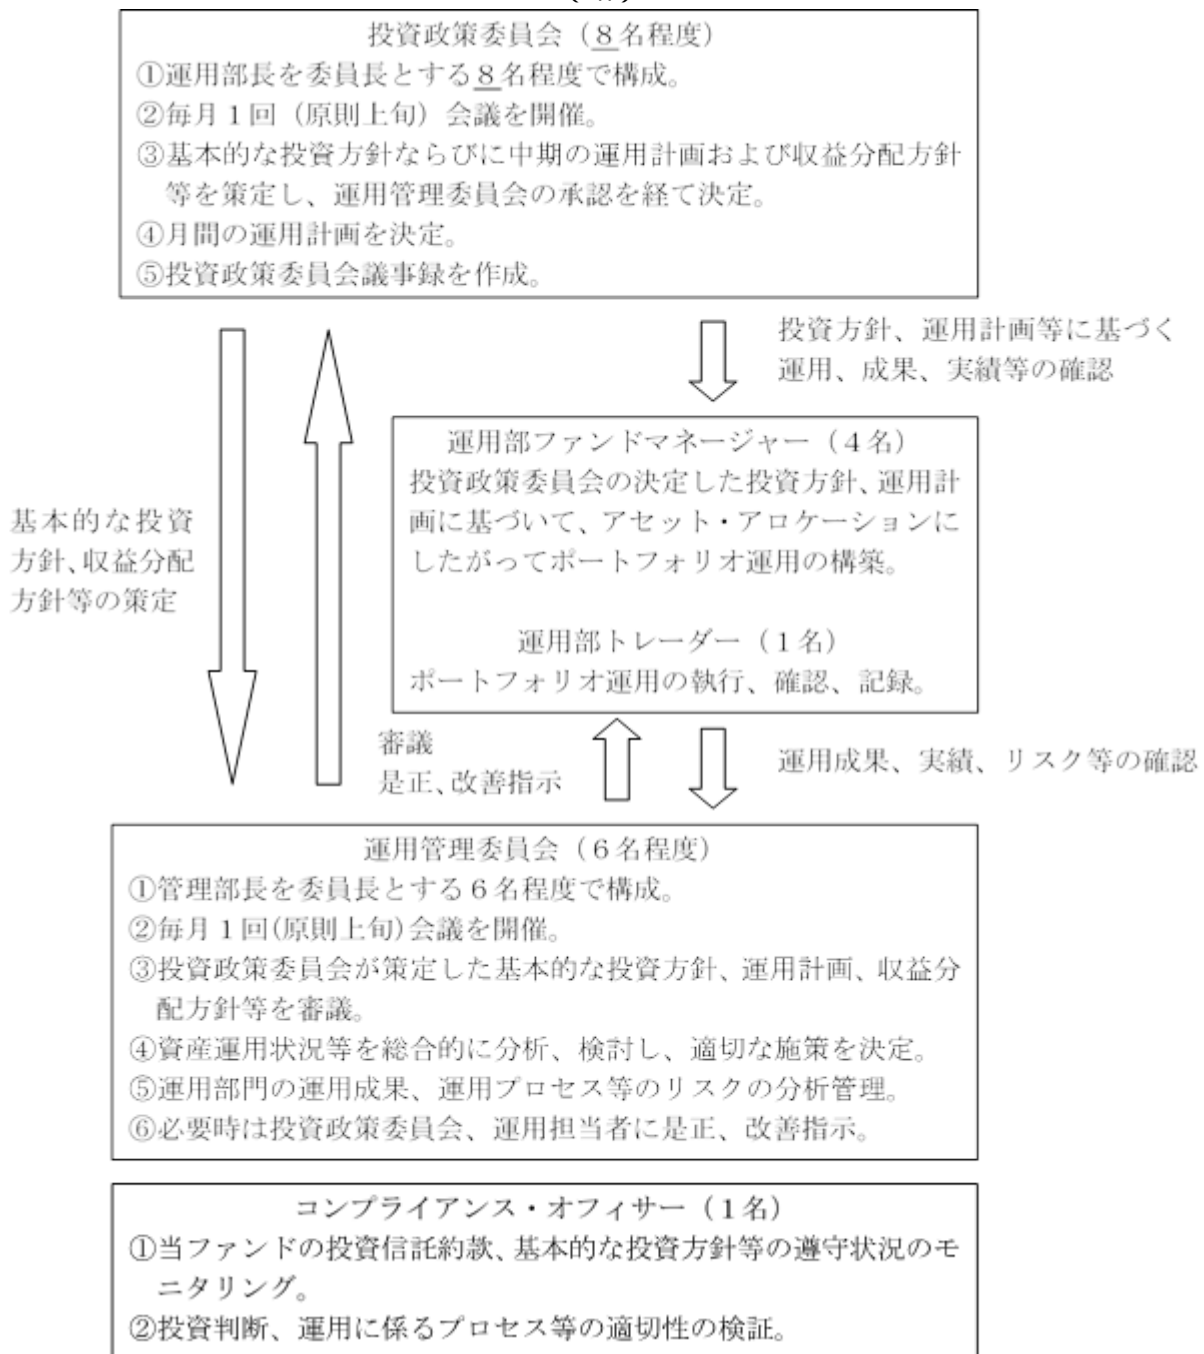 投資政策委員会（8名程度）
①運用部長を委員長とする8名程度で構成。
②毎月1回（原則上旬）会議を開催。
③基本的な投資方針ならびに中期の運用計画および収益分配方針
等を策定し、運用管理委員会の承認を経て決定。
④月間の運用計画を決定。
⑤投資政策委員会議事録を作成。
投資方針、運用計画等に基づく
運用、成果、実績等の確認
基本的な投資
方針、収益分配
方針等の策定
運用部ファンドマネージャー（4名）
投資政策委員会の決定した投資方針、運用計
画に基づいて、アセット・アロケーションに
したがってポートフォリオ運用の構築。
運用部トレーダー（1名）
ポートフォリオ運用の執行、確認、記録。
審議
是正、改善指示
運用成果、実績、リスク等の確認
運用管理委員会（6名程度）
①管理部長を委員長とする6名程度で構成。
②毎月1回(原則上旬)会議を開催。
③投資政策委員会が策定した基本的な投資方針、運用計画、収益分
配方針等を審議。
④資産運用状況等を総合的に分析、検討し、適切な施策を決定。
⑤運用部門の運用成果、運用プロセス等のリスクの分析管理。
⑥必要時は投資政策委員会、運用担当者に是正、改善指示。
コンプライアンス・オフィサー（1名）
①当ファンドの投資信託約款、基本的な投資方針等の遵守状況のモ
ニタリング。
②投資判断、運用に係るプロセス等の適切性の検証。